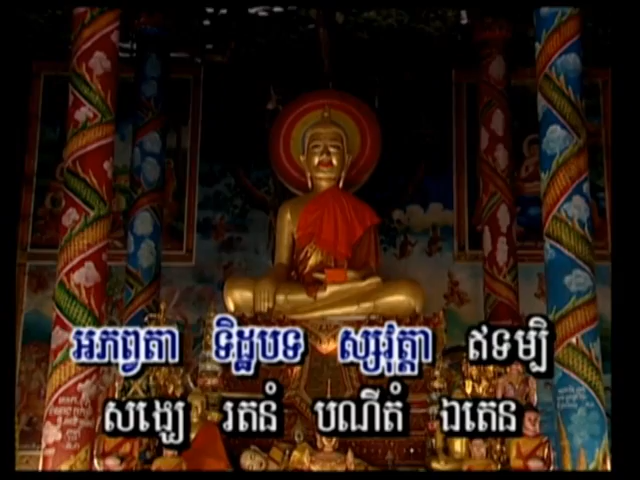 អភព្វតា ទិដ្ឋបទ ស្សវុត្តា ឥទម្បិ
សង្ឃេ រតនំ បណីតំ ឯតេន